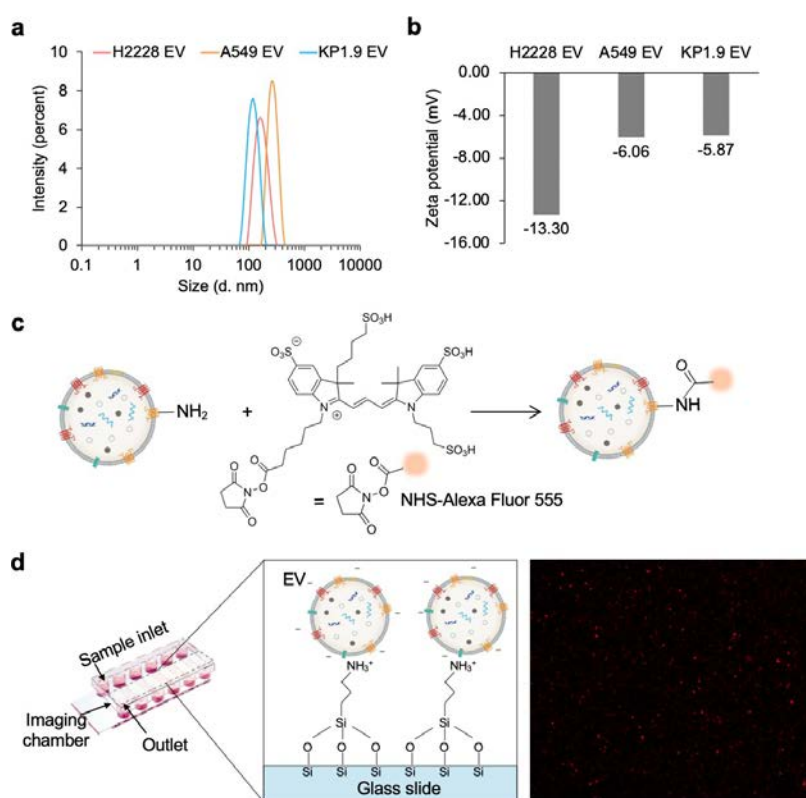 a
H2228 EV A549 EV KP1.9 EV
10
8
6
4
2
0
Intensity (percent)
0.1 1 10 100 1000 10000
Size (d. nm)
b
H2228 EV A549 EV KP1.9 EV
0.00
-4.00
-8.00
-12.00
-16.00
Zeta potential (mV)
-13.30
-6.06
-5.87
c
NH₂
+
SO₃H
SO₃
⊖
SO₃H
N
⊕
N
SO₃H
O
O
N
O
O
=
O
O
N
O
O
NHS-Alexa Fluor 555
O
NH
d
Sample inlet
Imaging
chamber
Outlet
EV
NH₃⁺ NH₃⁺
Si Si
O O O O O O
Si Si Si Si Si Si
Glass slide